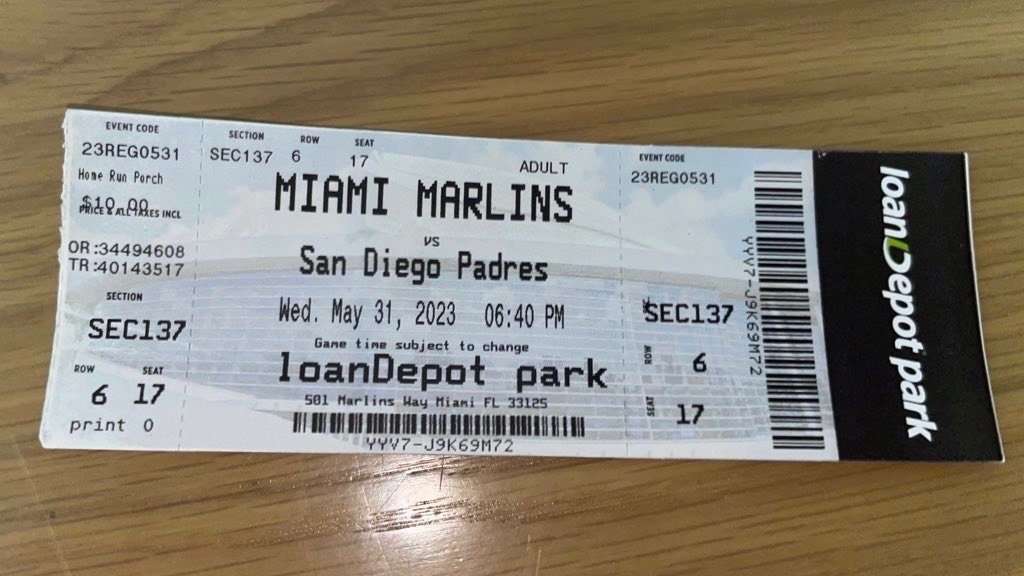 EVENT CODE
23REG0531
Home Run Porch
$10.00
PRICE & ALL TAXES INCL
OR:34494608
TR:40143517
SECTION
SEC137
ROW SEAT
6 17
print 0
SECTION ROW SEAT
SEC137 6 17
ADULT
MIAMI MARLINS
vs
San Diego Padres
Wed. May 31, 2023 06:40 PM
Game time subject to change
loanDepot park
501 Marlins Way Miami FL 33125
YYV7-J9K69M72
EVENT CODE
23REG0531
SEC137
ROW 6
SEAT 17
YYV7-J9K69M72
loanDepot park